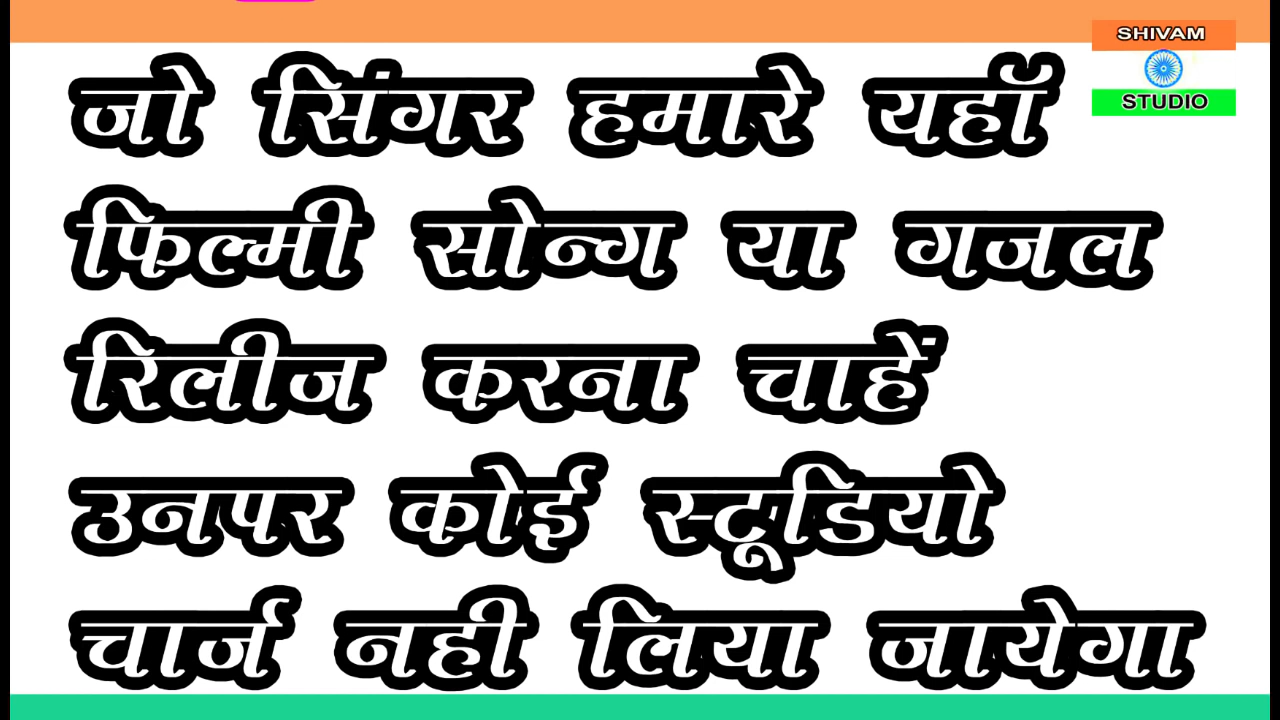 SHIVAM
STUDIO
जो सिंगर हमारे यहॉ
फिल्मी सोन्ग या गजल
रिलीज करना चाहें
उनपर कोई स्टूडियो
चार्ज नही लिया जायेगा